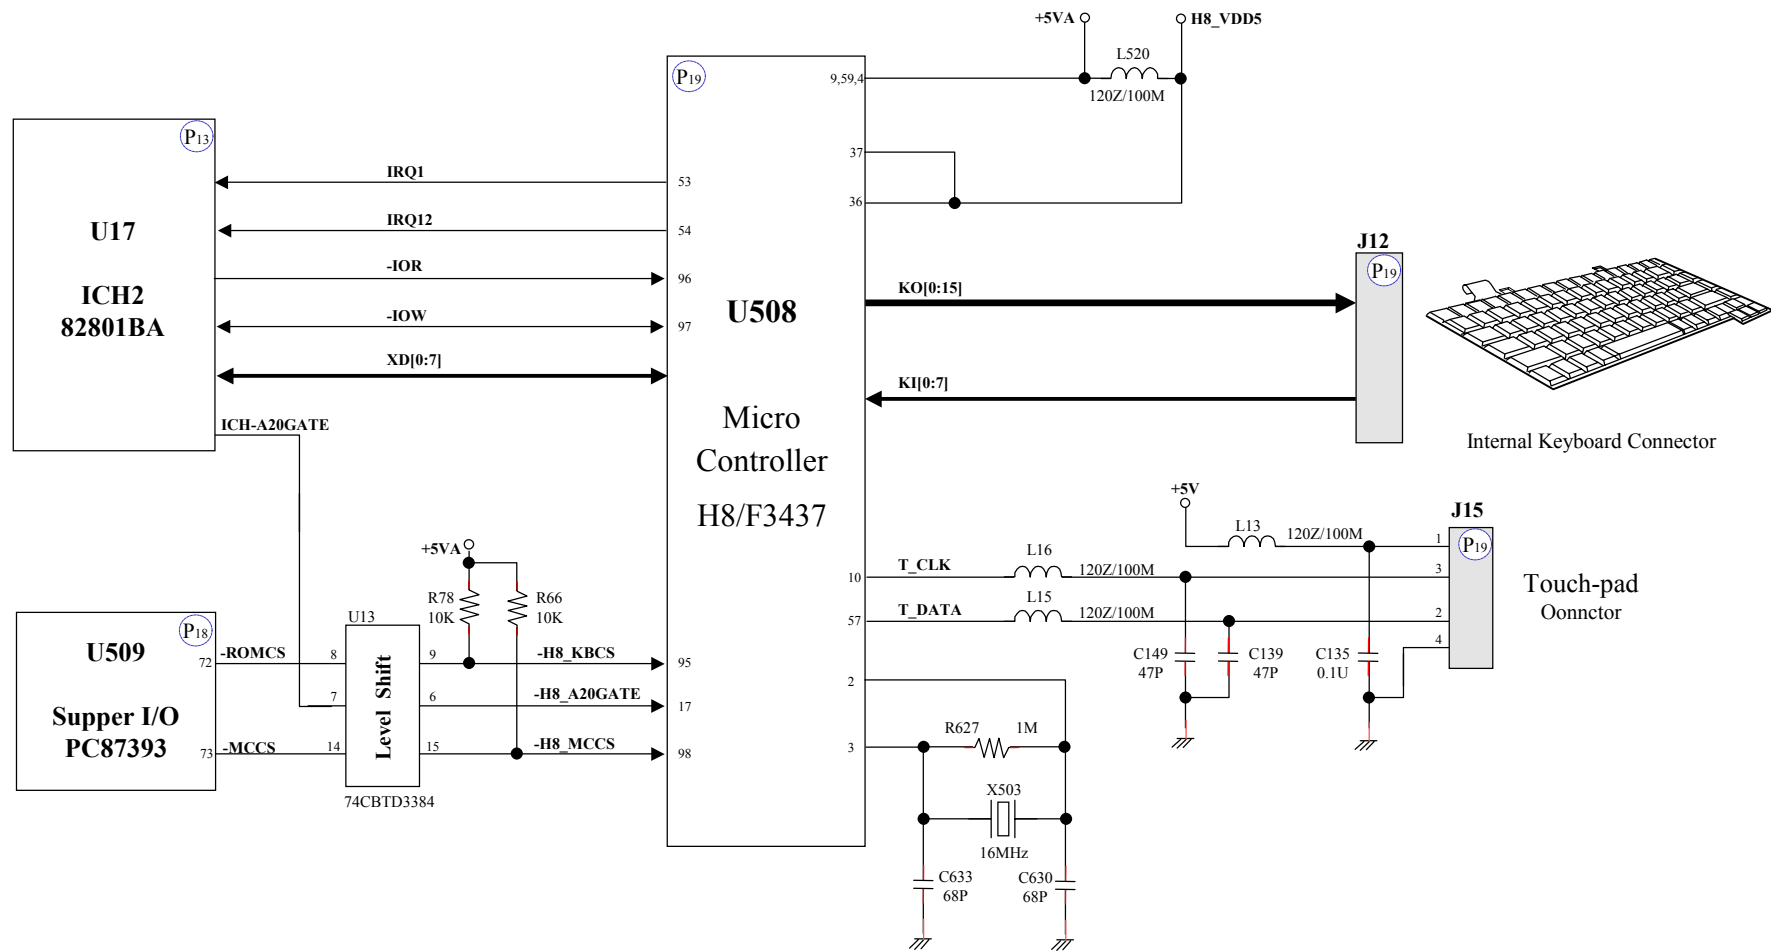 +5VA
H8_VDD5
L520
120Z/100M
P19
9,59,4
37
36
P13
U17
ICH2
82801BA
IRQ1
53
IRQ12
54
-IOR
96
-IOW
97
XD[0:7]
ICH-A20GATE
U508
Micro
Controller
H8/F3437
KO[0:15]
KI[0:7]
J12
P19
Internal Keyboard Connector
+5V
L13
120Z/100M
J15
P19
1
3
2
4
Touch-pad
Oonnctor
10
T_CLK
L16
120Z/100M
57
T_DATA
L15
120Z/100M
C149
47P
C139
47P
C135
0.1U
+5VA
R78
10K
R66
10K
P18
U509
Supper I/O
PC87393
72
-ROMCS
8
7
73
-MCCS
14
U13
Level Shift
74CBTD3384
9
-H8_KBCS
95
6
-H8_A20GATE
17
15
-H8_MCCS
98
2
3
R627
1M
X503
16MHz
C633
68P
C630
68P